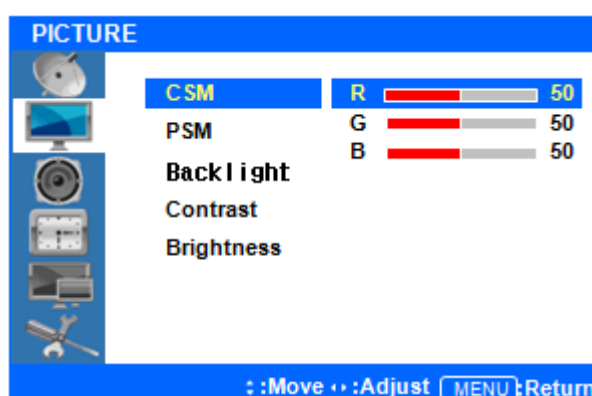 PICTURE
CSM R 50
PSM G 50
B 50
Backlight
Contrast
Brightness
:Move :Adjust MENU:Return